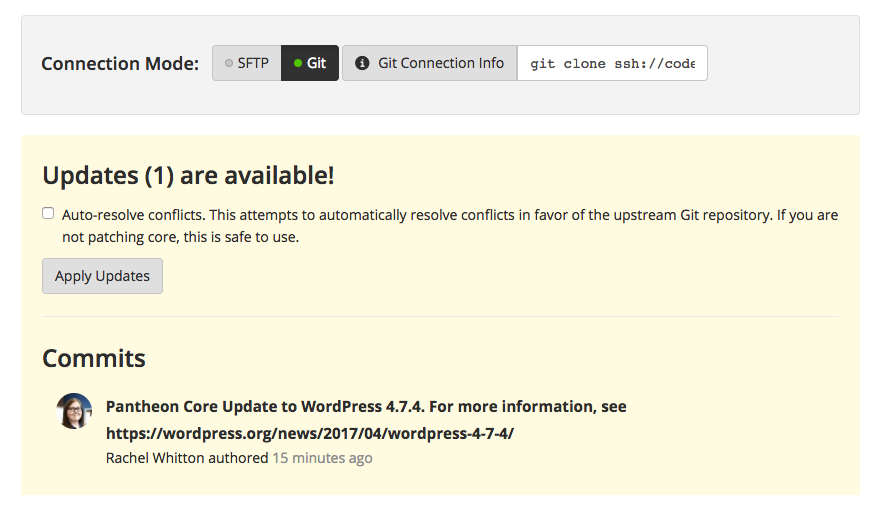 Connection Mode: SFTP Git Git Connection Info git clone ssh://code
Updates (1) are available!
Auto-resolve conflicts. This attempts to automatically resolve conflicts in favor of the upstream Git repository. If you are
not patching core, this is safe to use.
Apply Updates
Commits
Pantheon Core Update to WordPress 4.7.4. For more information, see
https://wordpress.org/news/2017/04/wordpress-4-7-4/
Rachel Whitton authored 15 minutes ago